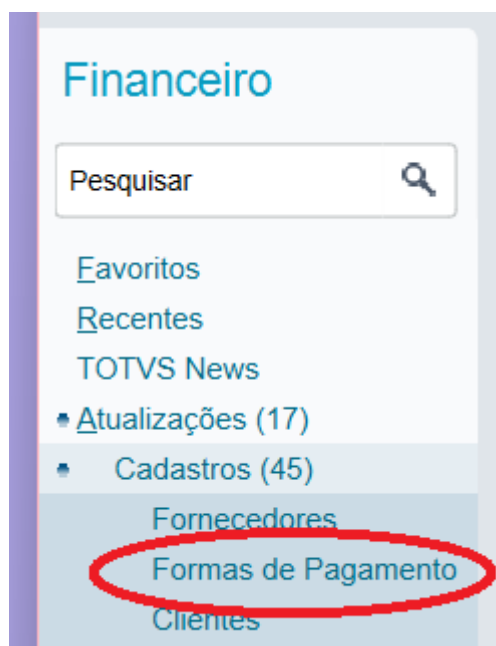 Financeiro
Pesquisar
Favoritos
Recentes
TOTVS News
Atualizações (17)
Cadastros (45)
Fornecedores
Formas de Pagamento
Clientes